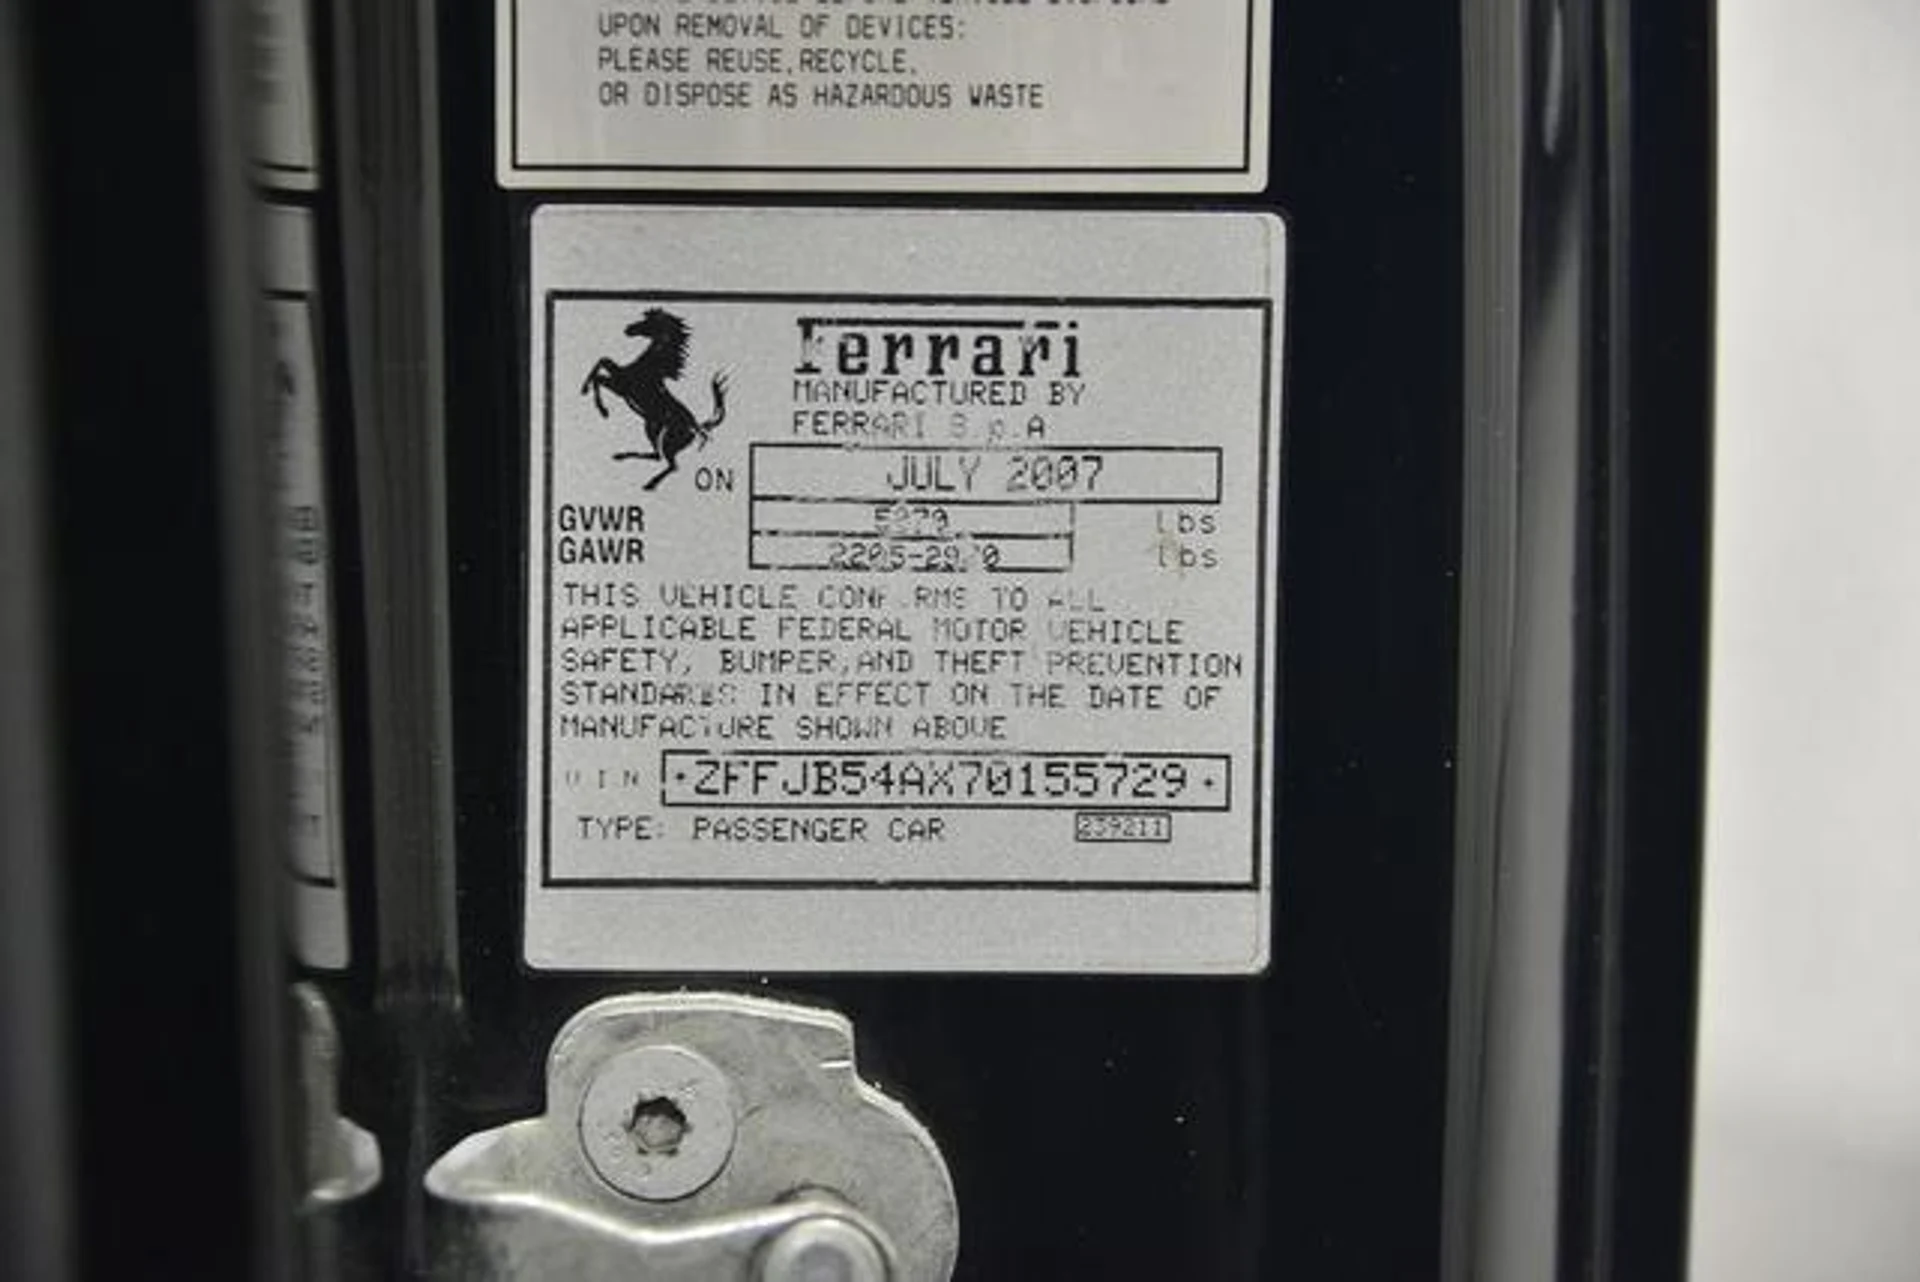 UPON REMOVAL OF DEVICES:
PLEASE REUSE, RECYCLE,
OR DISPOSE AS HAZARDOUS WASTE
Ferrari
MANUFACTURED BY
FERRARI S.p.A
ON JULY 2007
GVWR lbs
GAWR lbs
THIS VEHICLE CONFORMS TO ALL
APPLICABLE FEDERAL MOTOR VEHICLE
SAFETY, BUMPER, AND THEFT PREVENTION
STANDARDS IN EFFECT ON THE DATE OF
MANUFACTURE SHOWN ABOVE
VIN •ZFFJB54AX70155729•
TYPE: PASSENGER CAR 239211